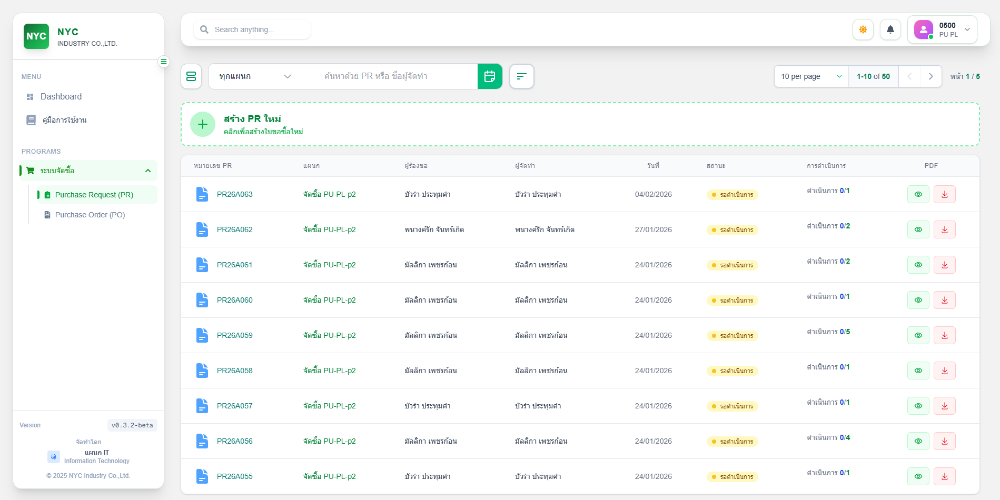 NYC
NYC
INDUSTRY CO.,LTD.
MENU
Dashboard
คู่มือการใช้งาน
PROGRAMS
ระบบจัดซื้อ
Purchase Request (PR)
Purchase Order (PO)
Version
v0.3.2-beta
จัดทำโดย
แผนก IT
Information Technology
© 2025 NYC Industry Co.,Ltd.
Search anything...
0500
PU-PL
ทุกแผนก
ค้นหาด้วย PR หรือ ชื่อผู้จัดทำ
10 per page
1-10 of 50
หน้า 1 / 5
สร้าง PR ใหม่
คลิกเพื่อสร้างใบขอซื้อใหม่
หมายเลข PR แผนก ผู้ร้องขอ ผู้จัดทำ วันที่ สถานะ การดำเนินการ PDF
PR26A063 จัดซื้อ PU-PL-p2 บัวรำ ประทุมคำ บัวรำ ประทุมคำ 04/02/2026 รอดำเนินการ ดำเนินการ 0/1
PR26A062 จัดซื้อ PU-PL-p2 พนางค์รัก จันทร์เกิด พนางค์รัก จันทร์เกิด 27/01/2026 รอดำเนินการ ดำเนินการ 0/2
PR26A061 จัดซื้อ PU-PL-p2 มัลลิกา เพชรก้อน มัลลิกา เพชรก้อน 24/01/2026 รอดำเนินการ ดำเนินการ 0/2
PR26A060 จัดซื้อ PU-PL-p2 มัลลิกา เพชรก้อน มัลลิกา เพชรก้อน 24/01/2026 รอดำเนินการ ดำเนินการ 0/1
PR26A059 จัดซื้อ PU-PL-p2 มัลลิกา เพชรก้อน มัลลิกา เพชรก้อน 24/01/2026 รอดำเนินการ ดำเนินการ 0/5
PR26A058 จัดซื้อ PU-PL-p2 มัลลิกา เพชรก้อน มัลลิกา เพชรก้อน 24/01/2026 รอดำเนินการ ดำเนินการ 0/1
PR26A057 จัดซื้อ PU-PL-p2 บัวรำ ประทุมคำ บัวรำ ประทุมคำ 24/01/2026 รอดำเนินการ ดำเนินการ 0/1
PR26A056 จัดซื้อ PU-PL-p2 มัลลิกา เพชรก้อน มัลลิกา เพชรก้อน 24/01/2026 รอดำเนินการ ดำเนินการ 0/4
PR26A055 จัดซื้อ PU-PL-p2 บัวรำ ประทุมคำ บัวรำ ประทุมคำ 24/01/2026 รอดำเนินการ ดำเนินการ 0/1